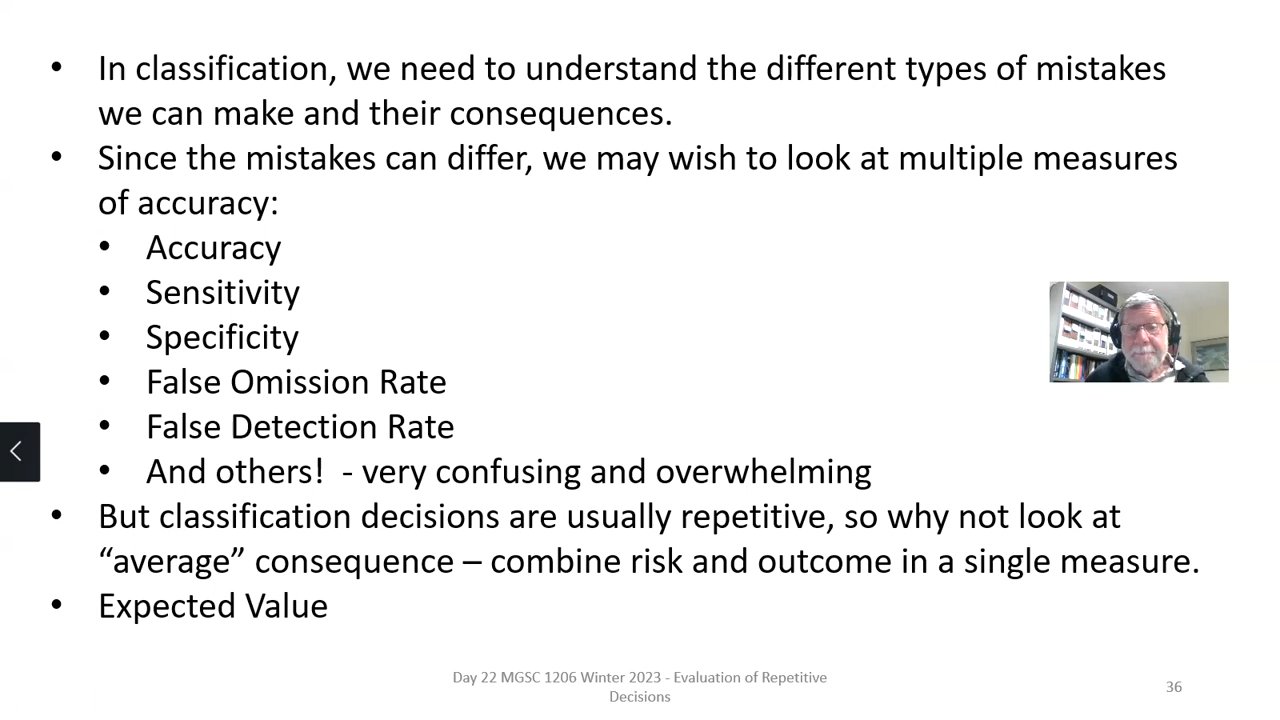 • In classification, we need to understand the different types of mistakes
we can make and their consequences.
• Since the mistakes can differ, we may wish to look at multiple measures
of accuracy:
• Accuracy
• Sensitivity
• Specificity
• False Omission Rate
• False Detection Rate
• And others!  - very confusing and overwhelming
• But classification decisions are usually repetitive, so why not look at
“average” consequence – combine risk and outcome in a single measure.
• Expected Value
Day 22 MGSC 1206 Winter 2023 - Evaluation of Repetitive
Decisions
36